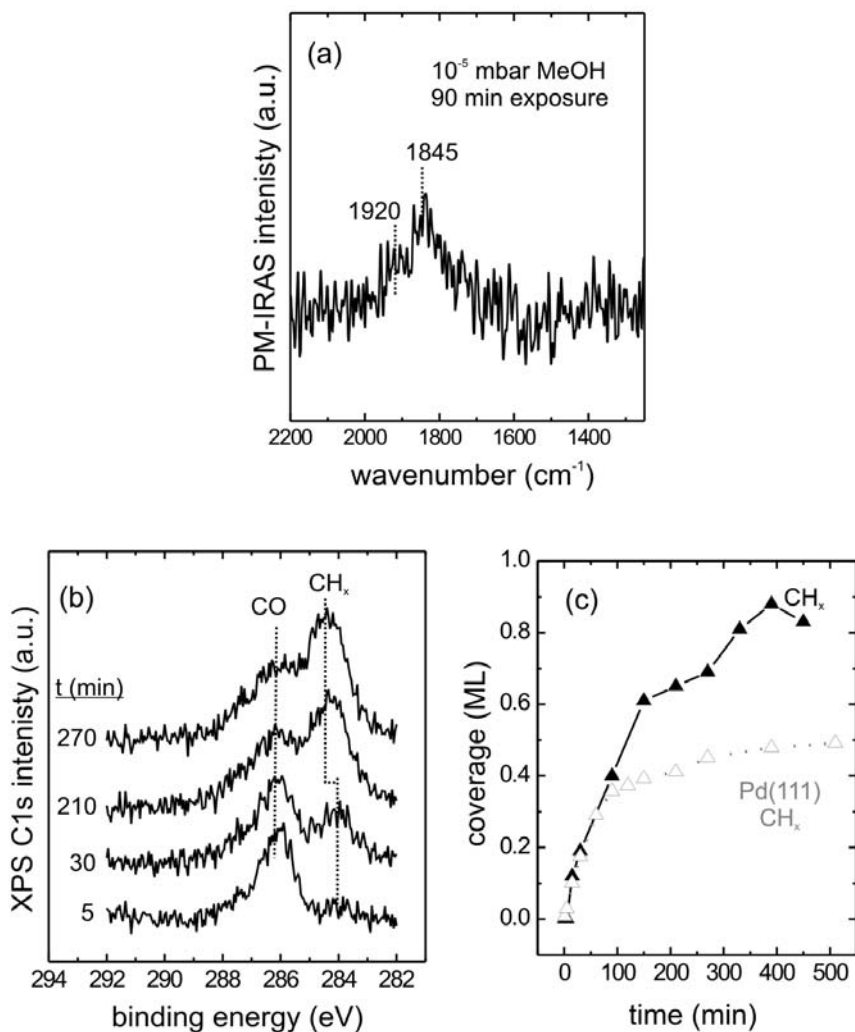 (a)
10⁻⁵ mbar MeOH
90 min exposure
1845
1920
PM-IRAS intenisty (a.u.)
2200 2000 1800 1600 1400
wavenumber (cm⁻¹)
(b)
CO
CHₓ
t (min)
270
210
30
5
XPS C1s intenisty (a.u.)
294 292 290 288 286 284 282
binding energy (eV)
(c)
CHₓ
Pd(111)
CHₓ
coverage (ML)
1.0
0.8
0.6
0.4
0.2
0.0
0 100 200 300 400 500
time (min)